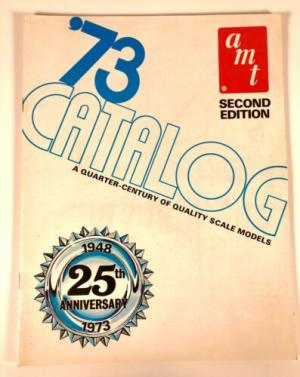 '73
amt
®
SECOND
EDITION
CATALOG
A QUARTER-CENTURY OF QUALITY SCALE MODELS
1948
25th
ANNIVERSARY
1973